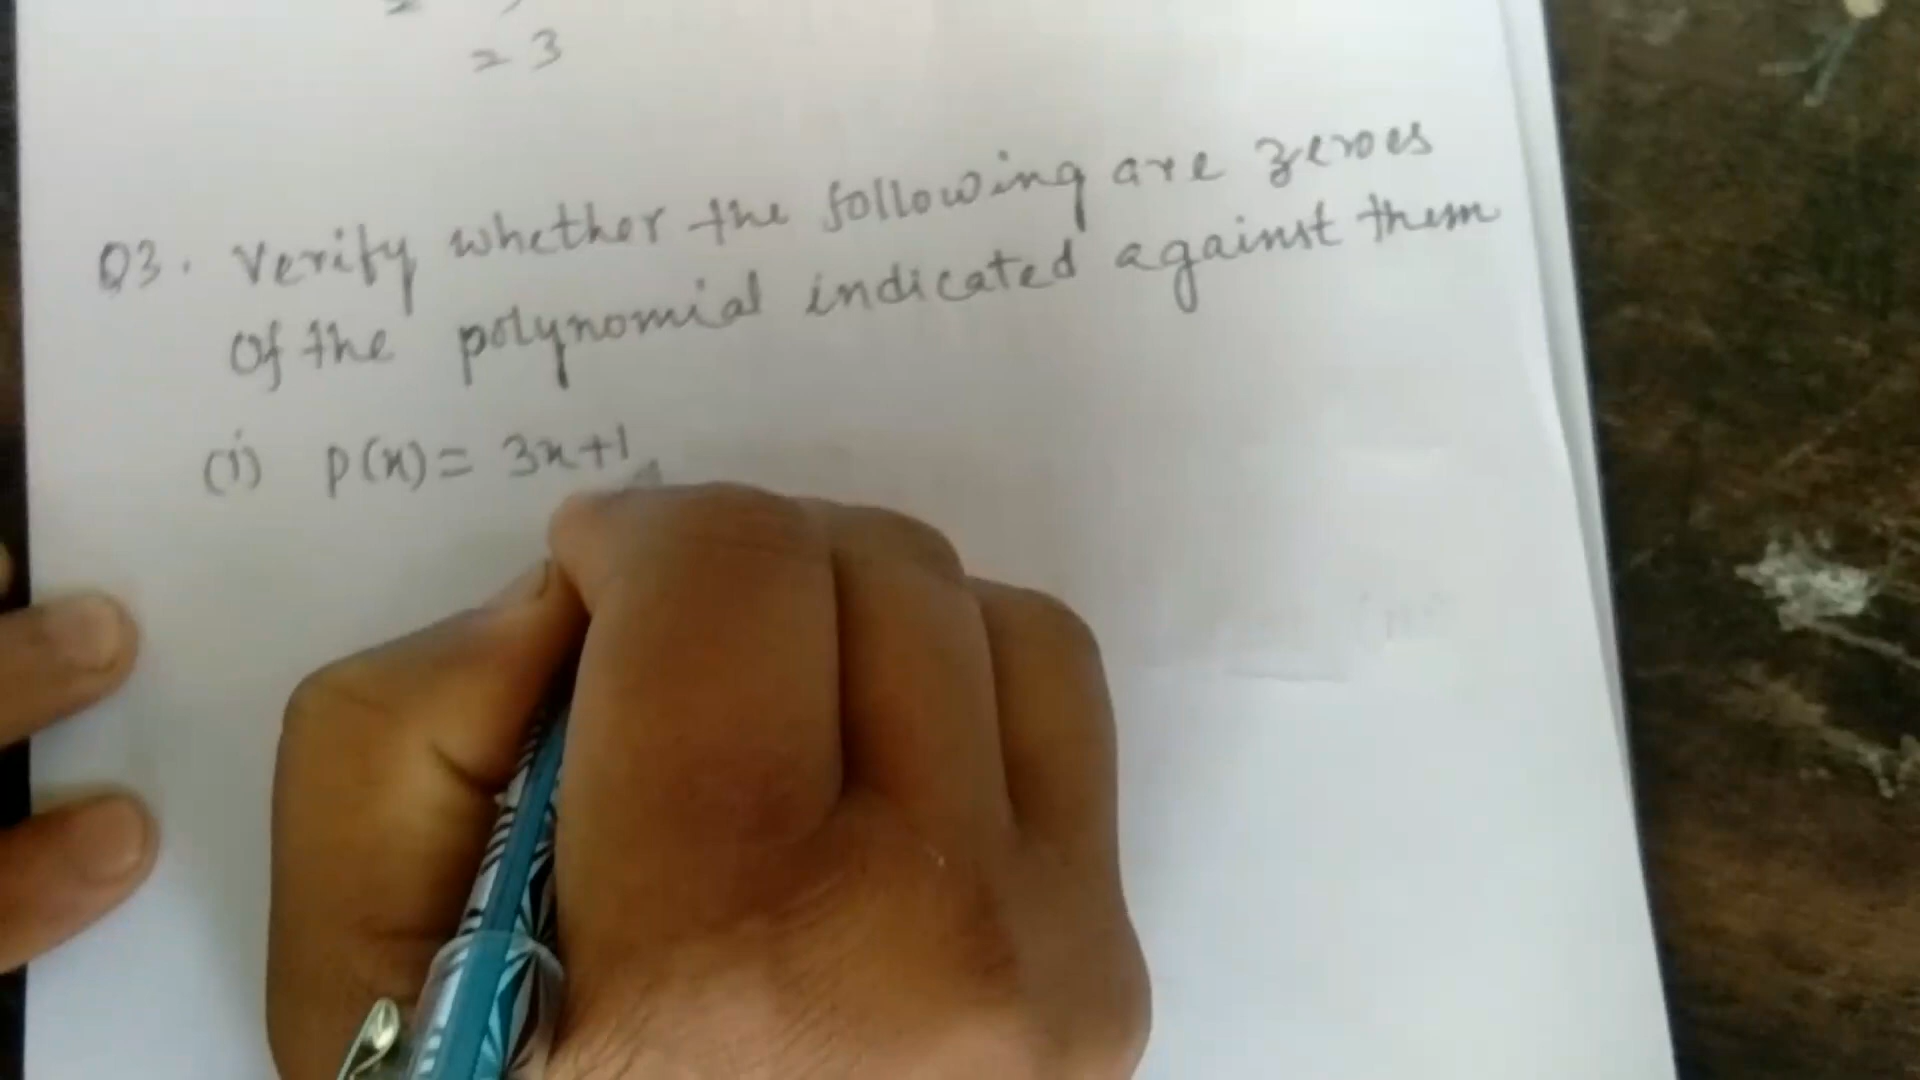 = 3
Q3. Verify whether the following are zeroes
of the polynomial indicated against them
(i) p(x) = 3x+1